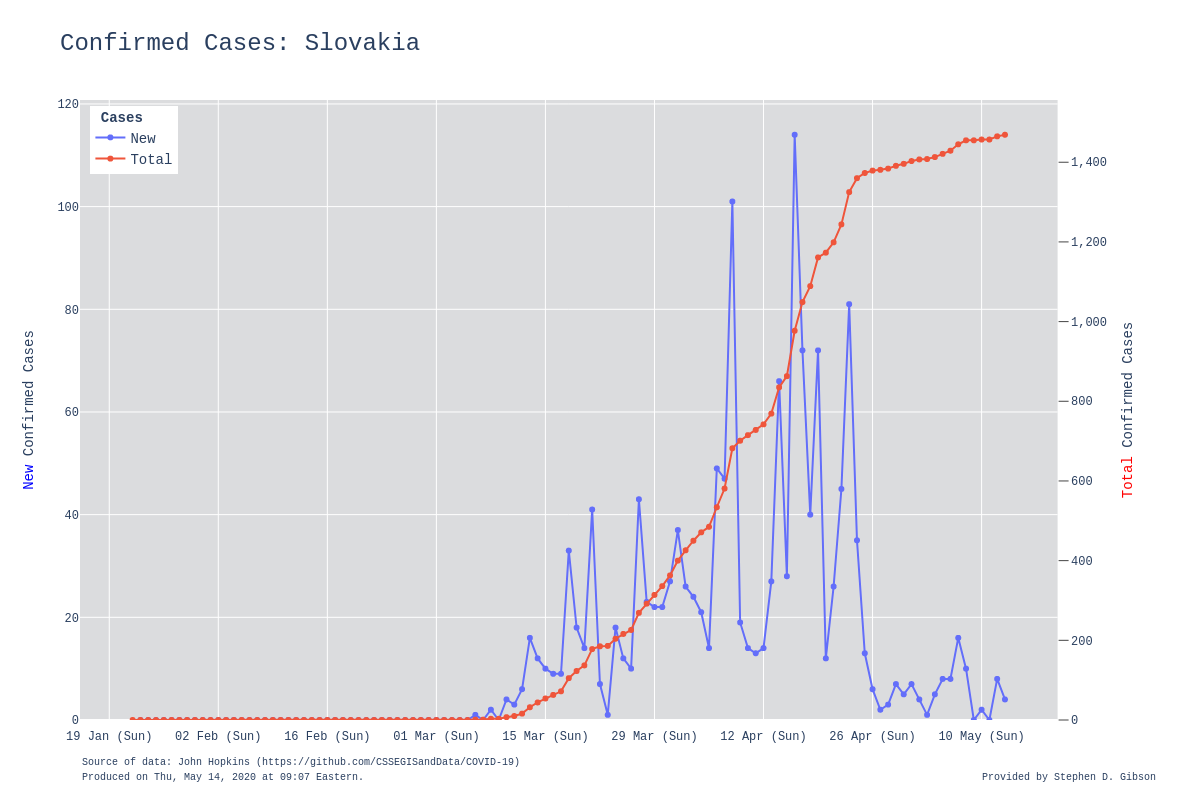 Confirmed Cases: Slovakia
Cases
New
Total
120
100
80
60
40
20
0
1,400
1,200
1,000
800
600
400
200
0
New Confirmed Cases
Total Confirmed Cases
19 Jan (Sun) 02 Feb (Sun) 16 Feb (Sun) 01 Mar (Sun) 15 Mar (Sun) 29 Mar (Sun) 12 Apr (Sun) 26 Apr (Sun) 10 May (Sun)
Source of data: John Hopkins (https://github.com/CSSEGISandData/COVID-19)
Produced on Thu, May 14, 2020 at 09:07 Eastern.
Provided by Stephen D. Gibson